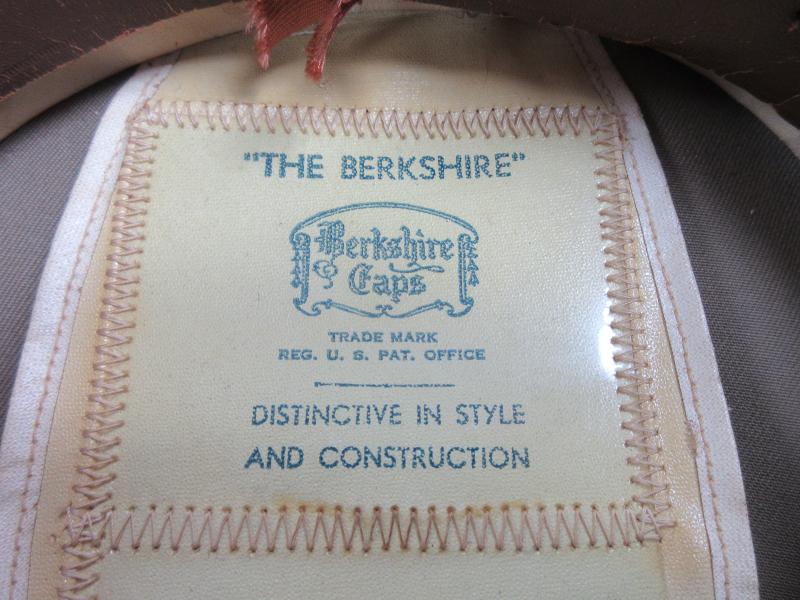 "THE BERKSHIRE"
Berkshire
Caps
TRADE MARK
REG. U. S. PAT. OFFICE
DISTINCTIVE IN STYLE
AND CONSTRUCTION